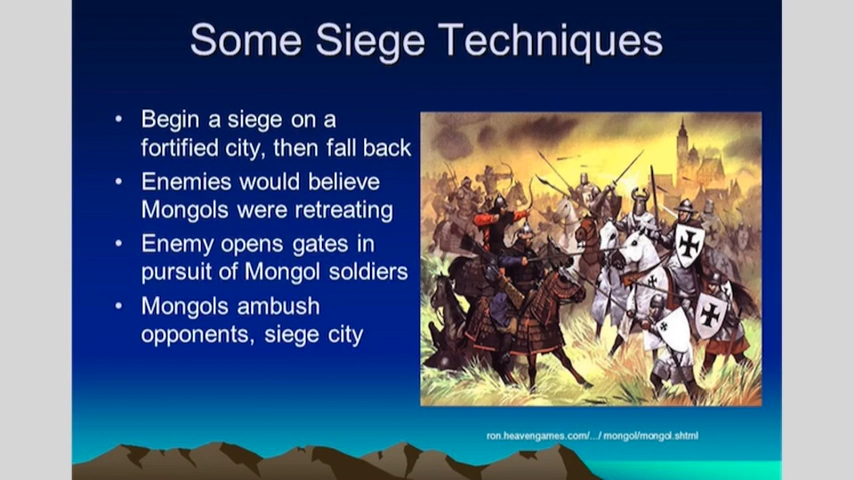 Some Siege Techniques
• Begin a siege on a
fortified city, then fall back
• Enemies would believe
Mongols were retreating
• Enemy opens gates in
pursuit of Mongol soldiers
• Mongols ambush
opponents, siege city
ron.heavengames.com/.../ mongol/mongol.shtml